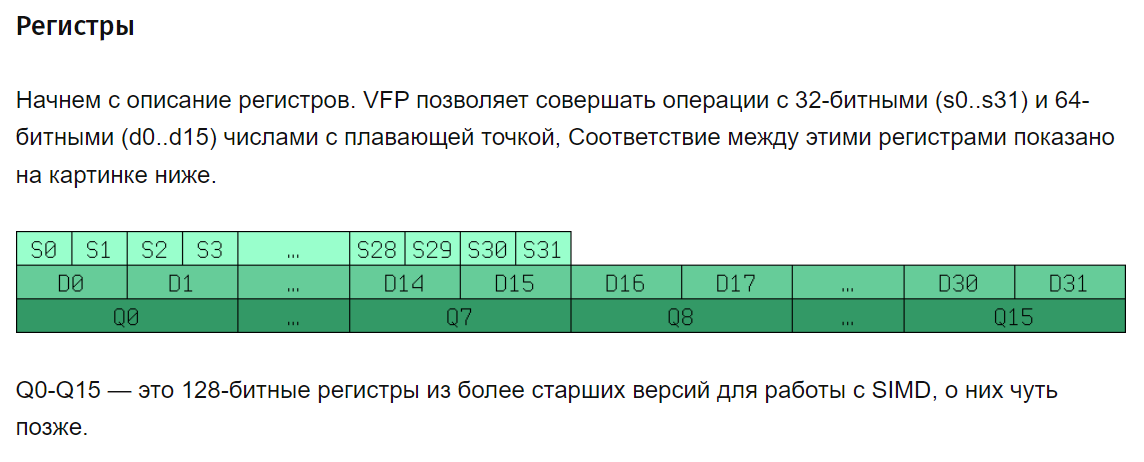 Регистры
Начнем с описание регистров. VFP позволяет совершать операции с 32-битными (s0..s31) и 64-
битными (d0..d15) числами с плавающей точкой, Соответствие между этими регистрами показано
на картинке ниже.
S0 S1 S2 S3 ... S28 S29 S30 S31
D0 D1 ... D14 D15 D16 D17 ... D30 D31
Q0 ... Q7 Q8 ... Q15
Q0-Q15 — это 128-битные регистры из более старших версий для работы с SIMD, о них чуть
позже.